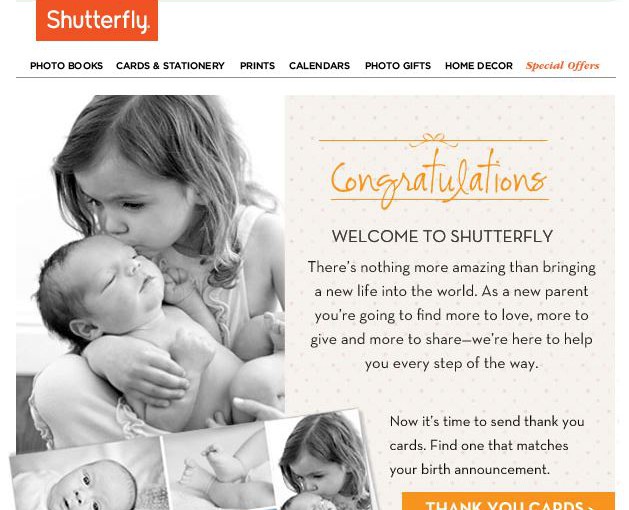 Shutterfly.
PHOTO BOOKS CARDS & STATIONERY PRINTS CALENDARS PHOTO GIFTS HOME DECOR Special Offers
Congratulations
WELCOME TO SHUTTERFLY
There's nothing more amazing than bringing
a new life into the world. As a new parent
you're going to find more to love, more to
give and more to share—we're here to help
you every step of the way.
Now it's time to send thank you
cards. Find one that matches
your birth announcement.
THANK YOU CARDS ›